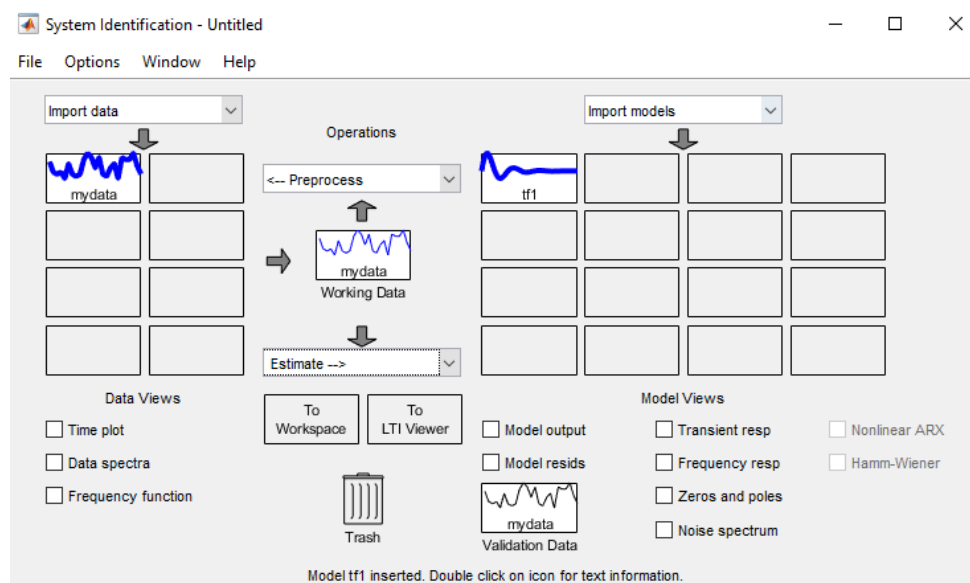 System Identification - Untitled
File Options Window Help
Import data
Import models
Operations
mydata
<-- Preprocess
tf1
mydata
Working Data
Estimate -->
Data Views
Model Views
To
Workspace
To
LTI Viewer
Time plot
Data spectra
Frequency function
Model output
Model resids
Transient resp
Frequency resp
Zeros and poles
Noise spectrum
Nonlinear ARX
Hamm-Wiener
Trash
mydata
Validation Data
Model tf1 inserted. Double click on icon for text information.